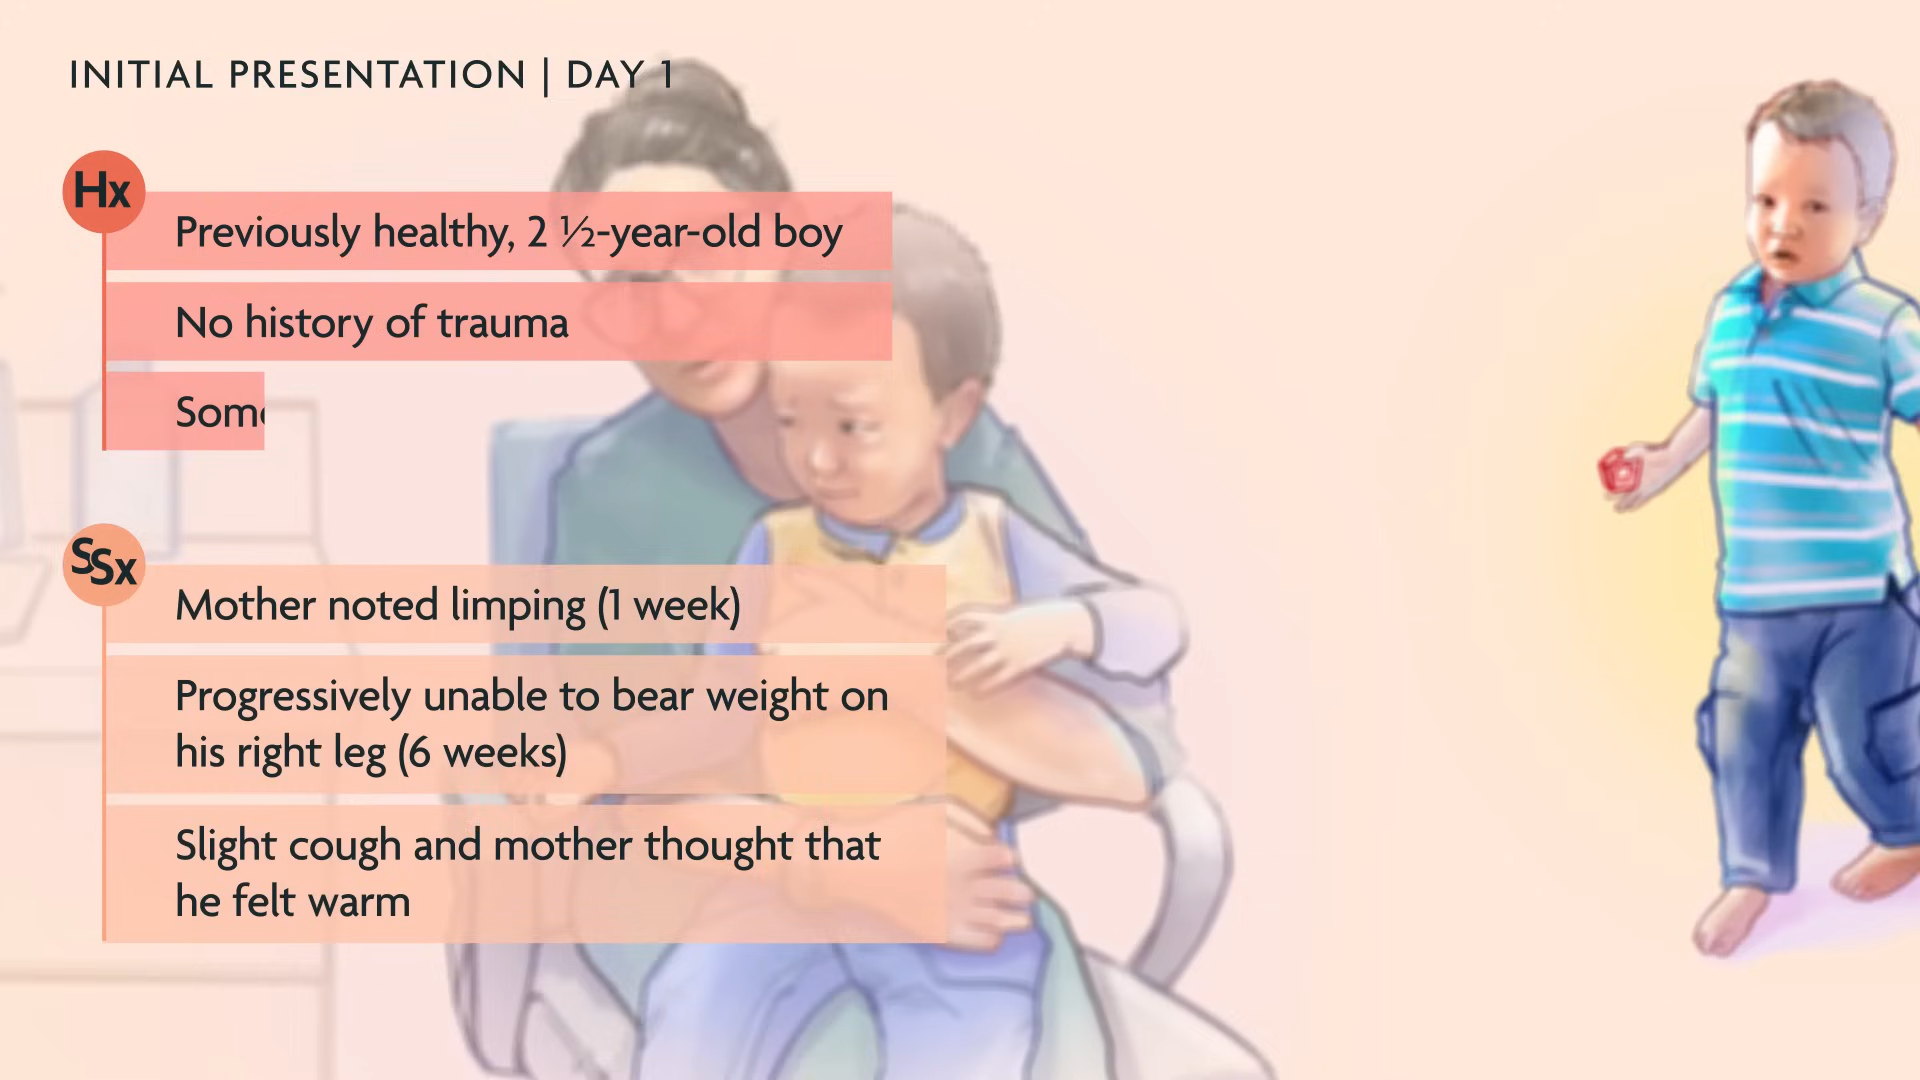 INITIAL PRESENTATION | DAY 1
Hx
Previously healthy, 2 ½-year-old boy
No history of trauma
SSx
Mother noted limping (1 week)
Progressively unable to bear weight on
his right leg (6 weeks)
Slight cough and mother thought that
he felt warm